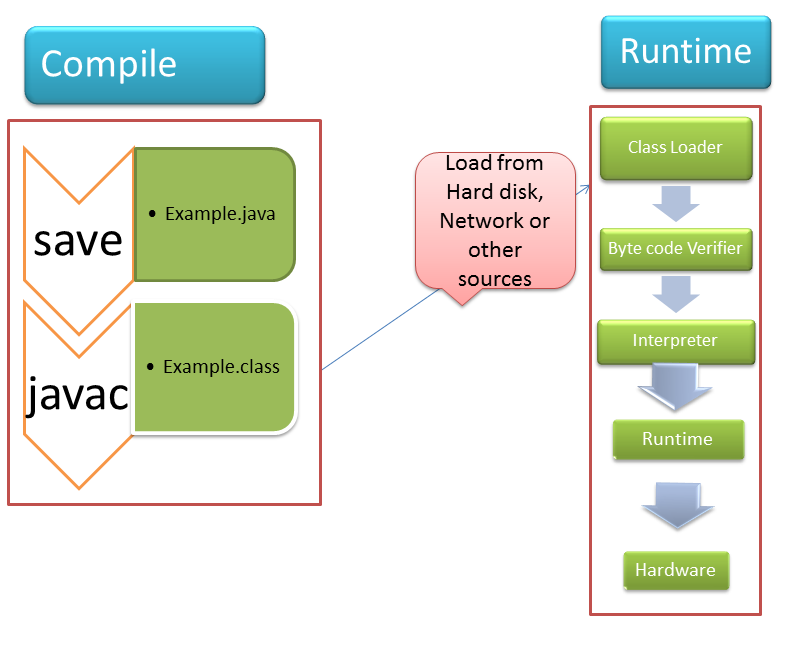 Compile
save
• Example.java
javac
• Example.class
Load from
Hard disk,
Network or
other
sources
Runtime
Class Loader
Byte code Verifier
Interpreter
Runtime
Hardware